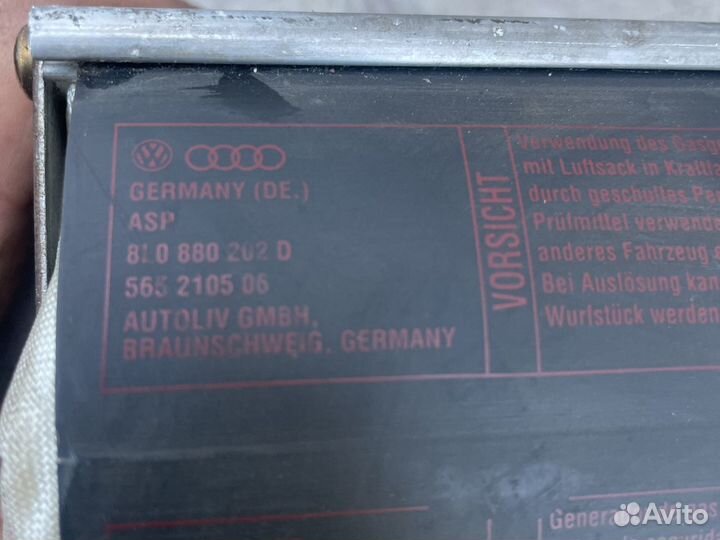 GERMANY (DE.)
ASP
8L0 880 202 D
565 2105 06
AUTOLIV GMBH,
BRAUNSCHWEIG, GERMANY
VORSICHT
Verwendung des
mit Luftsack in
durch geschultes
Prüfmittel
anderes Fahrzeug
Bei Auslösung
Wurfstück werden
Avito